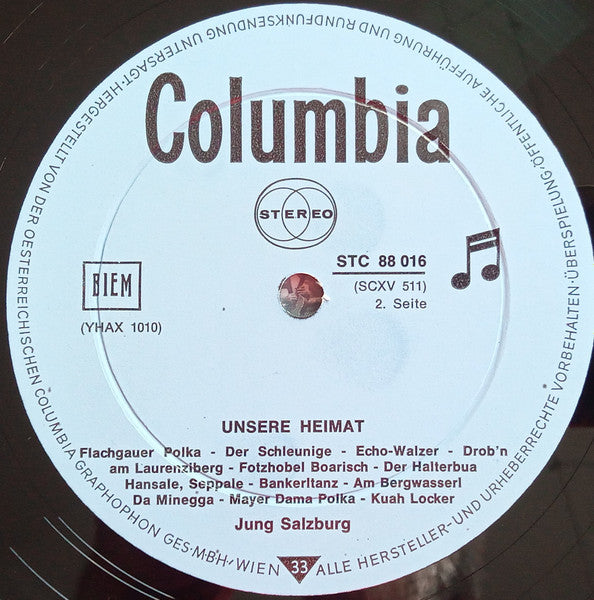 HERGESTELLT VON DER OESTERREICHISCHEN COLUMBIA GRAPHOPHON GES·MBH·WIEN 33 ALLE HERSTELLER-UND URHEBERRECHTE VORBEHALTEN·ÜBERSPIELUNG·ÖFFENTLICHE AUFFÜHRUNG UND RUNDFUNKSENDUNG UNTERSAGT·
Columbia
STEREO
STC 88 016
(SCXV 511)
2. Seite
BIEM
(YHAX 1010)
UNSERE HEIMAT
Flachgauer Polka - Der Schleunige - Echo-Walzer - Drob'n
am Laurenziberg - Fotzhobel Boarisch - Der Halterbua
Hansale, Seppale - Bankerltanz - Am Bergwasserl
Da Minegga - Mayer Dama Polka - Kuah Locker
Jung Salzburg